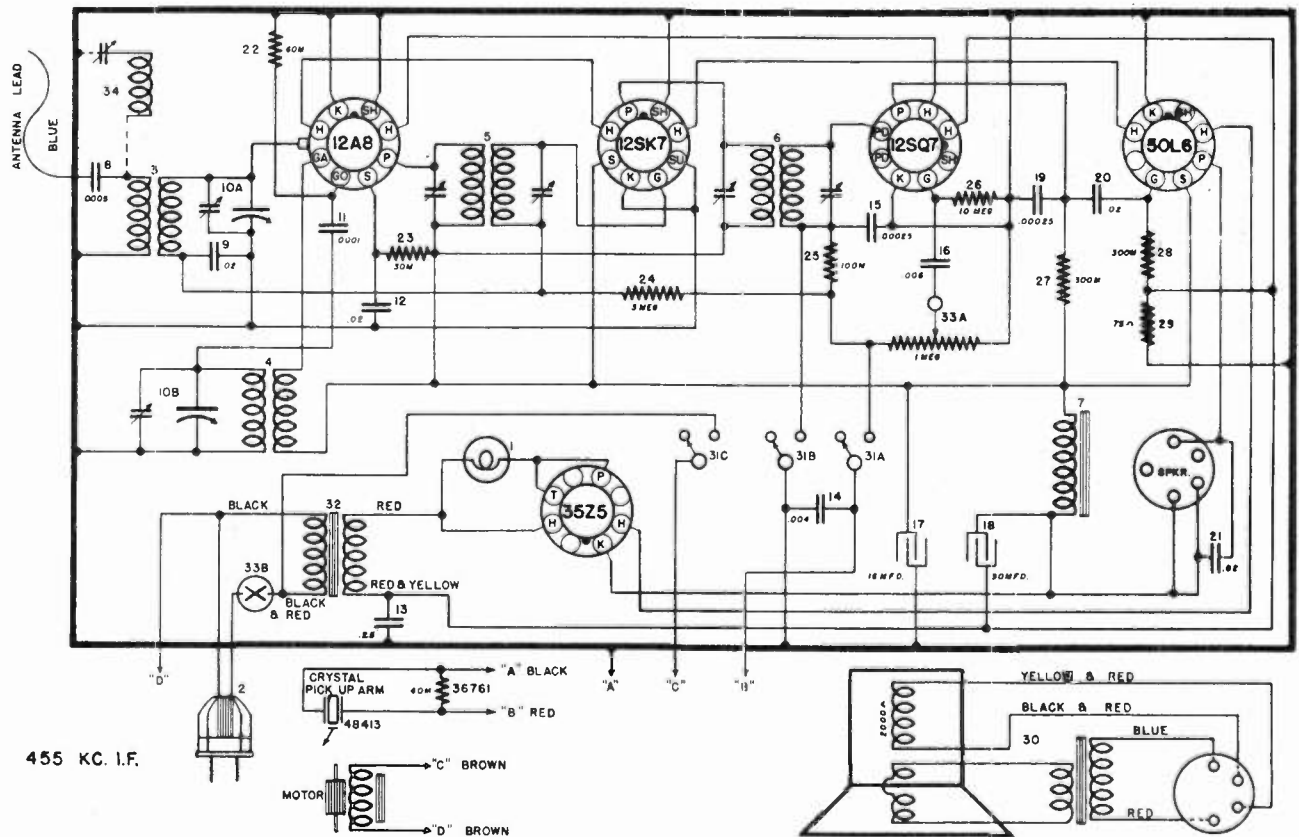 22
60M
ANTENNA LEAD
BLUE
34
8
.0005
3
10A
9
.02
K
SH
H
H
12A8
GA
P
GO
S
11
.001
23
30M
12
.02
5
P
SH
H
H
12SK7
S
SU
K
G
24
3 MEG
6
P
H
H
PD
12SQ7
PD
SH
K
G
15
.00025
25
100M
26
10 MEG
16
.006
33A
1 MEG
19
.00025
20
.02
27
300M
K
SH
H
H
50L6
P
G
S
300M
28
75Ω
29
10B
4
1
P
T
35Z5
H
H
K
31C
31B
31A
14
.004
17
16 MFD.
18
30 MFD.
7
SPKR.
21
.02
BLACK
32
RED
33B
BLACK
& RED
RED & YELLOW
13
.25
"D"
"A"
"C"
"B"
2
CRYSTAL
PICK UP ARM
48413
40M
36761
"A" BLACK
"B" RED
455 KC. I.F.
MOTOR
"C" BROWN
"D" BROWN
2000Ω
YELLOW & RED
BLACK & RED
30
BLUE
RED